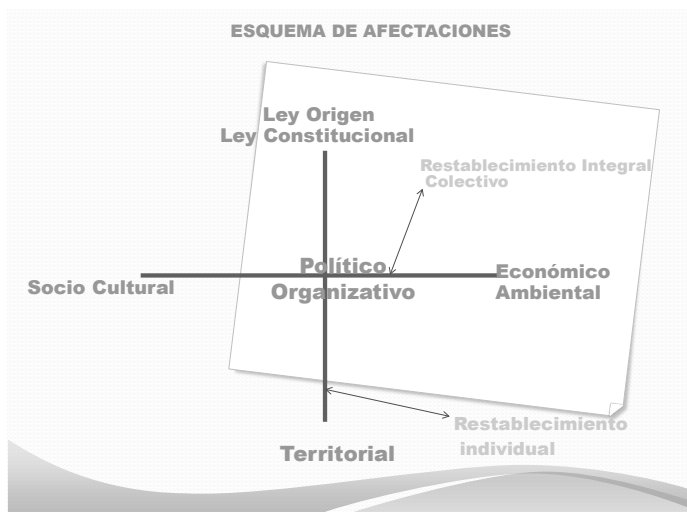 ESQUEMA DE AFECTACIONES
Ley Origen
Ley Constitucional
Restablecimiento Integral
Colectivo
Político
Organizativo
Socio Cultural
Económico
Ambiental
Restablecimiento
individual
Territorial